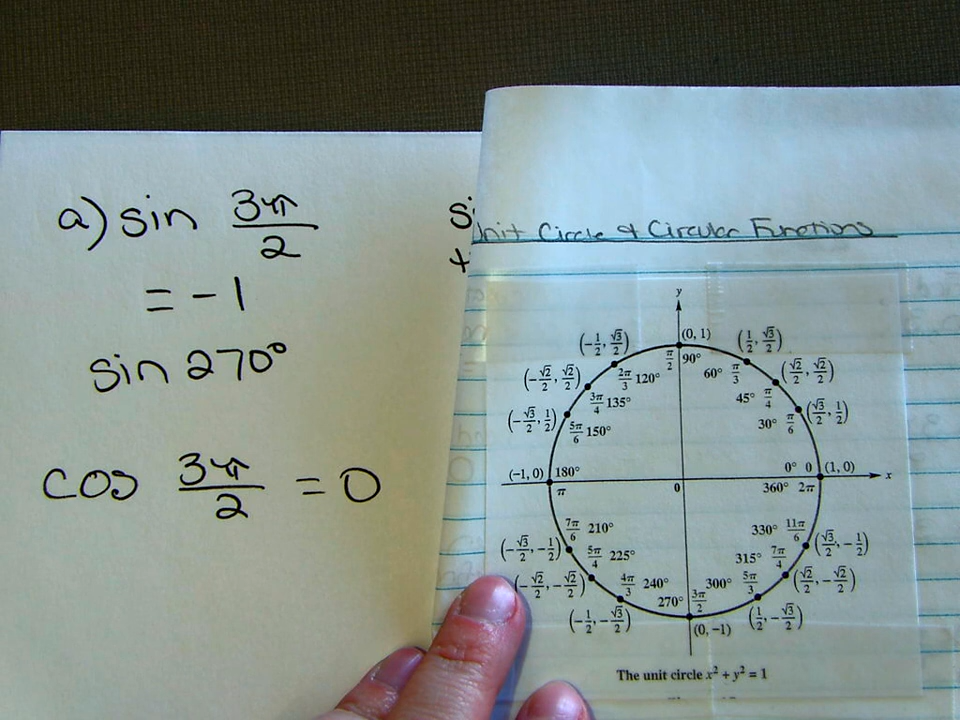 a) sin 3π/2
= -1
sin 270°
cos 3π/2 = 0
Unit Circle & Circular Functions
y
(0, 1)
(-1/2, √3/2) (1/2, √3/2)
π/2 90°
2π/3 120° 60° π/3
(-√2/2, √2/2) (√2/2, √2/2)
3π/4 135° 45° π/4
(-√3/2, 1/2) (√3/2, 1/2)
5π/6 150° 30° π/6
(-1, 0) 180° 0° 0 (1, 0)
π 0 360° 2π x
7π/6 210° 330° 11π/6
(-√3/2, -1/2) (√3/2, -1/2)
5π/4 225° 315° 7π/4
(-√2/2, -√2/2) (√2/2, -√2/2)
4π/3 240° 300° 5π/3
270° 3π/2
(-1/2, -√3/2) (1/2, -√3/2)
(0, -1)
The unit circle x² + y² = 1